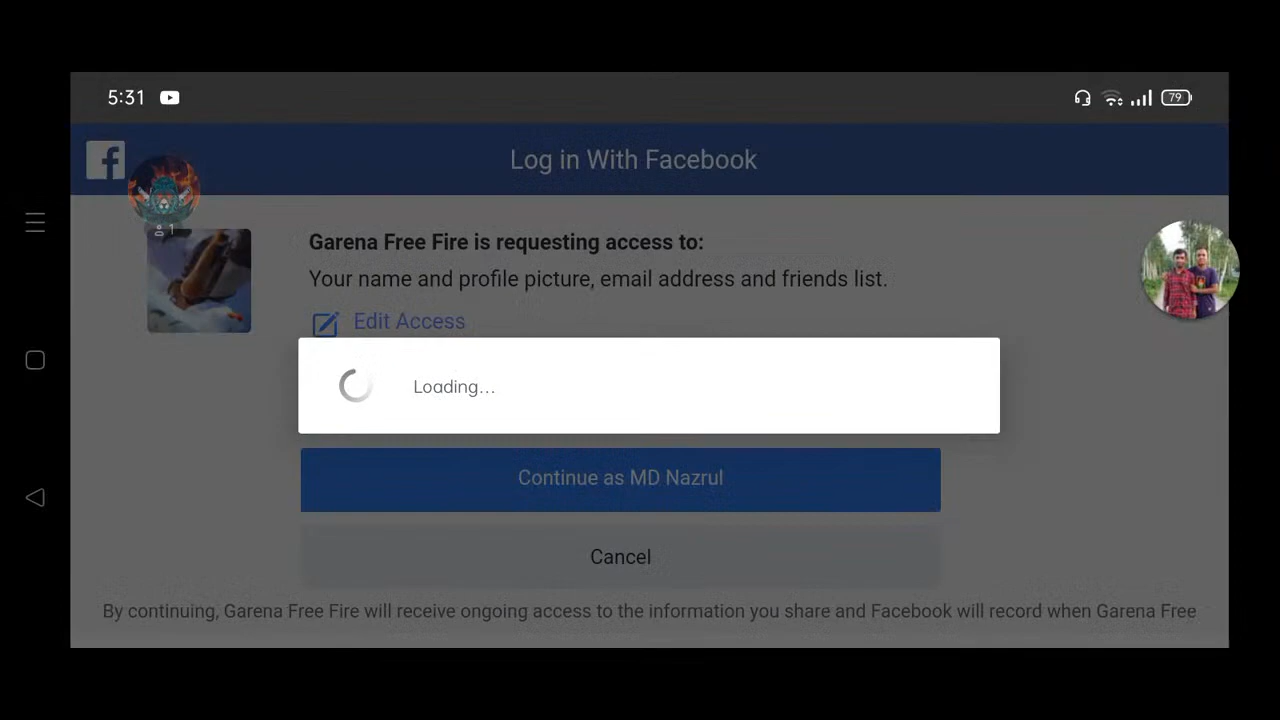 5:31
79
Log in With Facebook
1
Garena Free Fire is requesting access to:
Your name and profile picture, email address and friends list.
Edit Access
Loading...
Continue as MD Nazrul
Cancel
By continuing, Garena Free Fire will receive ongoing access to the information you share and Facebook will record when Garena Free